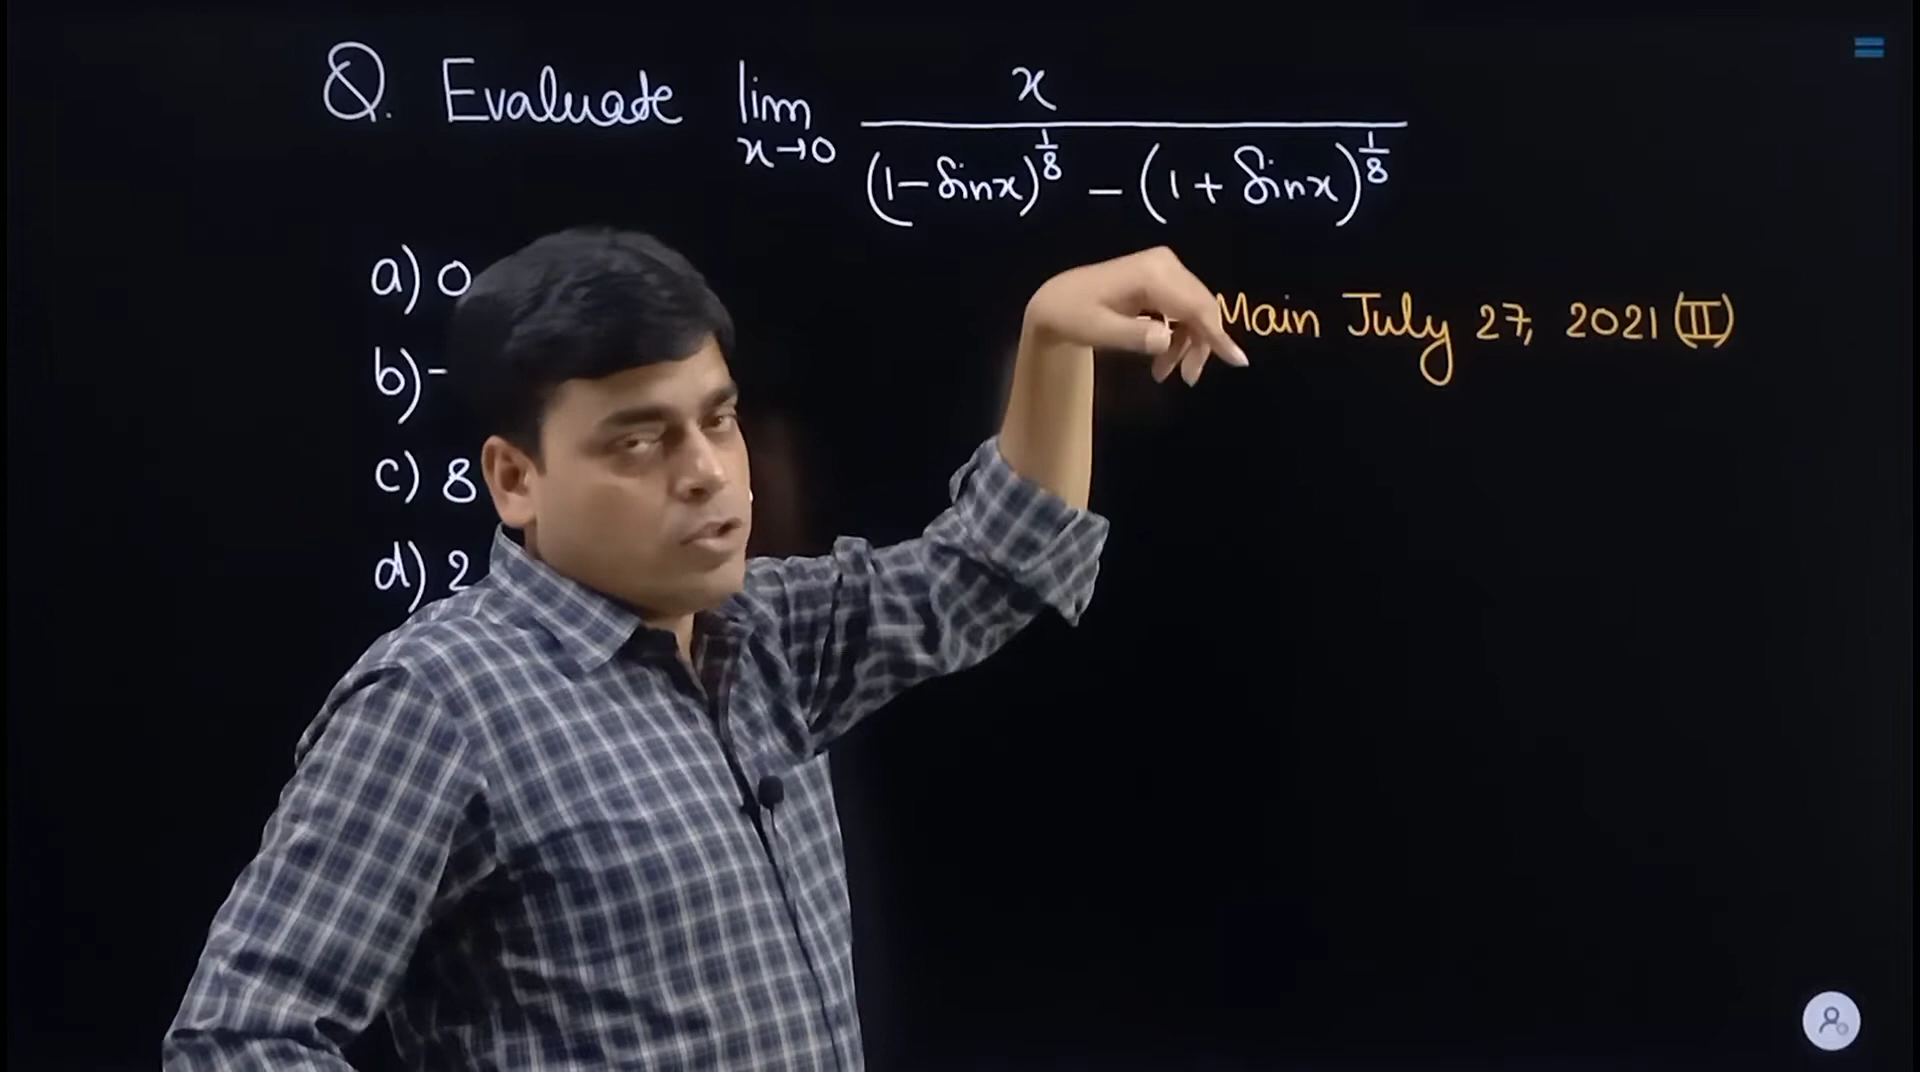 Q. Evaluate lim x→0 x / ((1-Sinx)^(1/8) - (1+Sinx)^(1/8))
a) 0
Main July 27, 2021 (II)
b) -
c) 8
d) 2